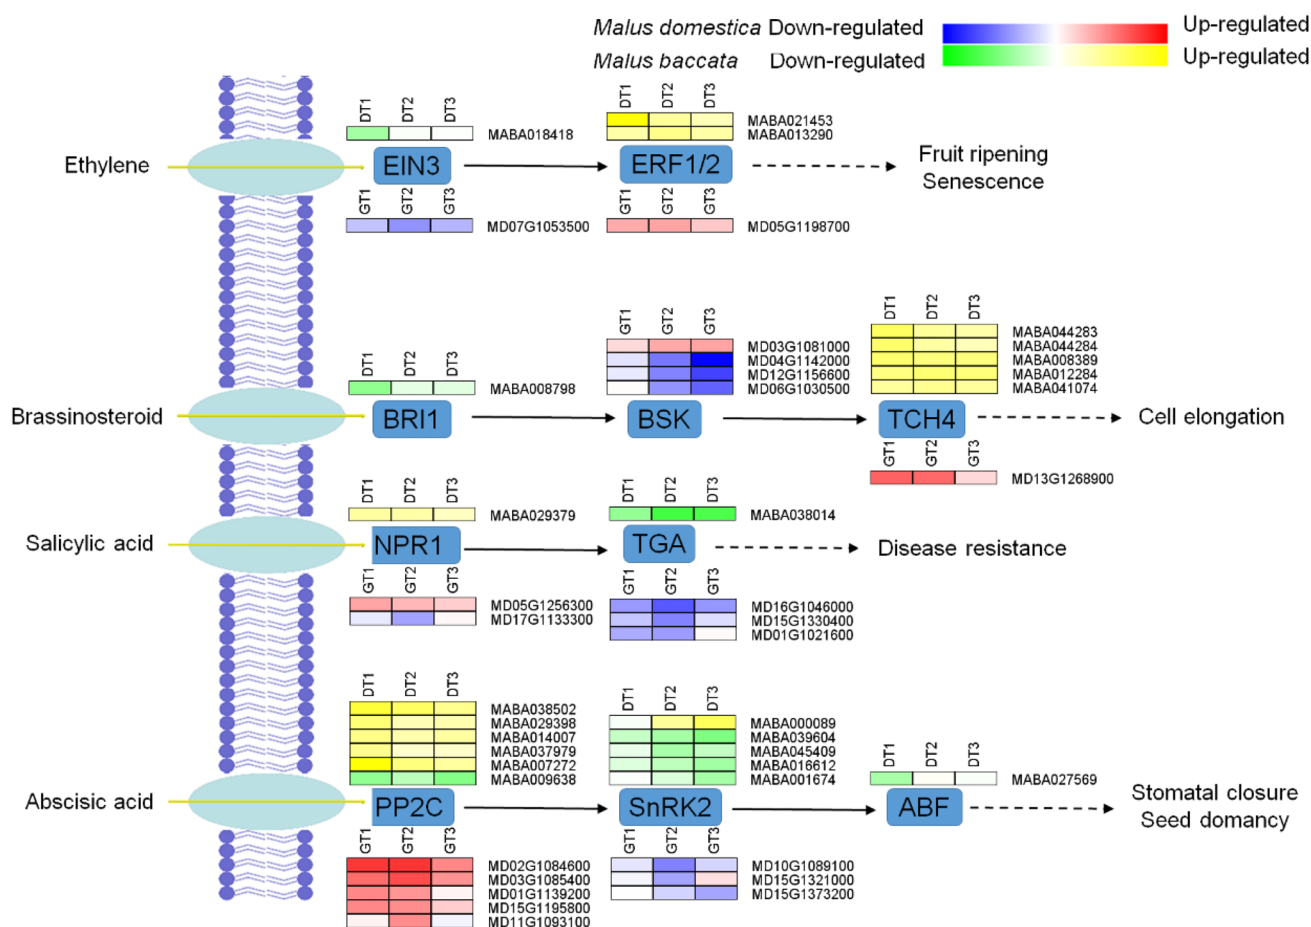 Malus domestica Down-regulated Up-regulated
Malus baccata Down-regulated Up-regulated
DT1 DT2 DT3
MABA018418
DT1 DT2 DT3
MABA021453
MABA013290
Ethylene
EIN3
ERF1/2
Fruit ripening
Senescence
GT1 GT2 GT3
MD07G1053500
GT1 GT2 GT3
MD05G1198700
DT1 DT2 DT3
MABA008798
GT1 GT2 GT3
MD03G1081000
MD04G1142000
MD12G1156600
MD06G1030500
DT1 DT2 DT3
MABA044283
MABA044284
MABA008389
MABA012284
MABA041074
Brassinosteroid
BRI1
BSK
TCH4
Cell elongation
GT1 GT2 GT3
MD13G1268900
DT1 DT2 DT3
MABA029379
DT1 DT2 DT3
MABA038014
Salicylic acid
NPR1
TGA
Disease resistance
GT1 GT2 GT3
MD05G1256300
MD17G1133300
GT1 GT2 GT3
MD16G1046000
MD15G1330400
MD01G1021600
DT1 DT2 DT3
MABA038502
MABA029398
MABA014007
MABA037979
MABA007272
MABA009638
DT1 DT2 DT3
MABA000089
MABA039604
MABA045409
MABA016612
MABA001674
DT1 DT2 DT3
MABA027569
Abscisic acid
PP2C
SnRK2
ABF
Stomatal closure
Seed domancy
GT1 GT2 GT3
MD02G1084600
MD03G1085400
MD01G1139200
MD15G1195800
MD11G1093100
GT1 GT2 GT3
MD10G1089100
MD15G1321000
MD15G1373200